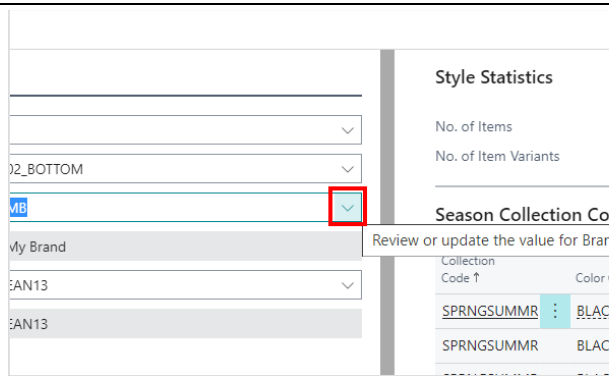 Style Statistics
No. of Items
No. of Item Variants
02_BOTTOM
MB
My Brand
EAN13
EAN13
Season Collection Co
Review or update the value for Bran
Collection
Code ↑ Color
SPRNGSUMMR BLAC
SPRNGSUMMR BLAC